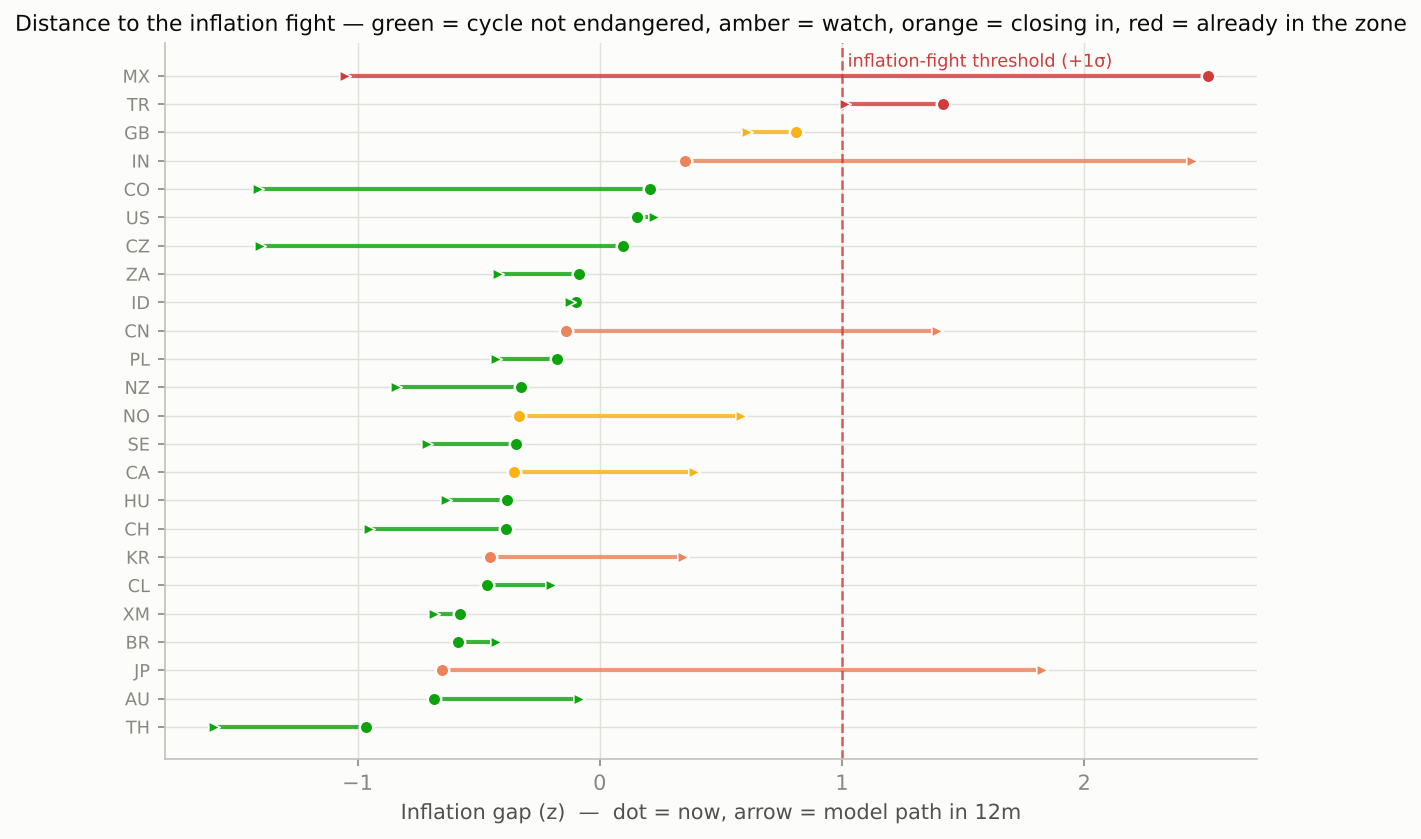 Distance to the inflation fight — green = cycle not endangered, amber = watch, orange = closing in, red = already in the zone
inflation-fight threshold (+1σ)
MX
TR
GB
IN
CO
US
CZ
ZA
ID
CN
PL
NZ
NO
SE
CA
HU
CH
KR
CL
XM
BR
JP
AU
TH
−1 0 1 2
Inflation gap (z) — dot = now, arrow = model path in 12m